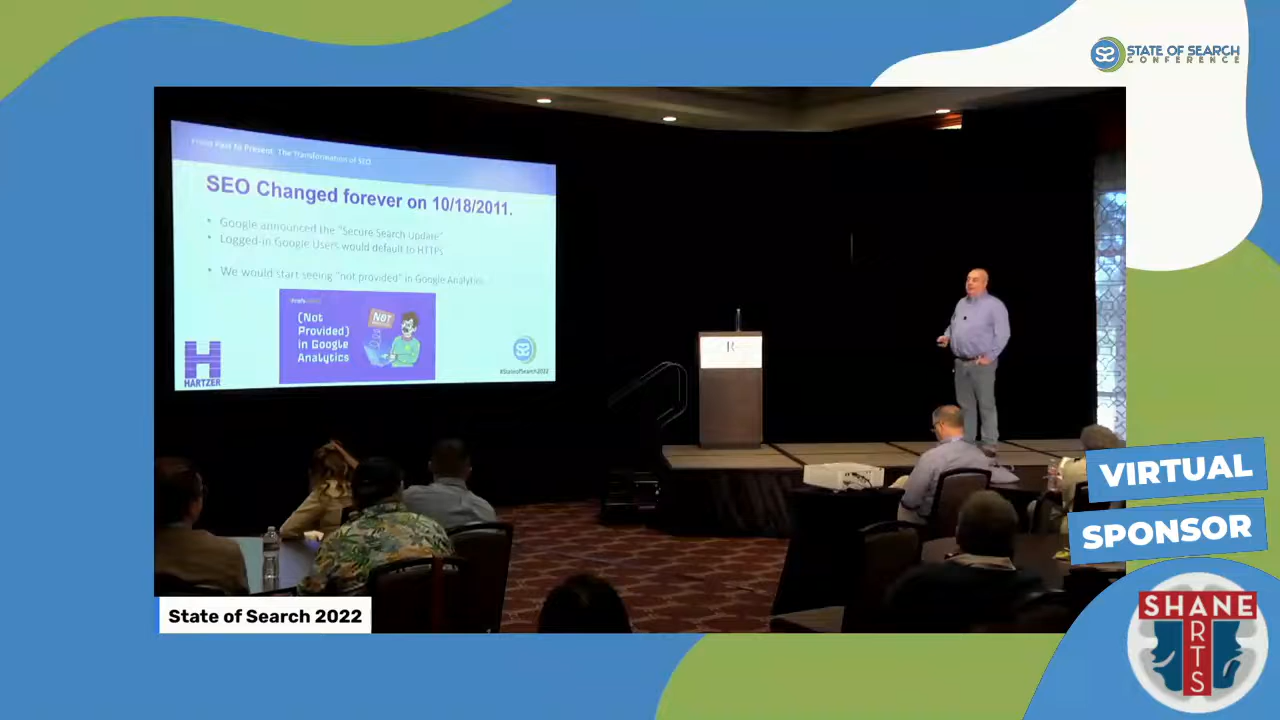 STATE OF SEARCH
CONFERENCE
From Past to Present: The Transformation of SEO
SEO Changed forever on 10/18/2011.
• Google announced the "Secure Search Update"
• Logged-in Google Users would default to HTTPs
• We would start seeing "not provided" in Google Analytics
(Not
Provided)
in Google
Analytics
NOT
H
HARTZER
#StateofSearch2022
VIRTUAL
SPONSOR
State of Search 2022
SHANE
ARTS